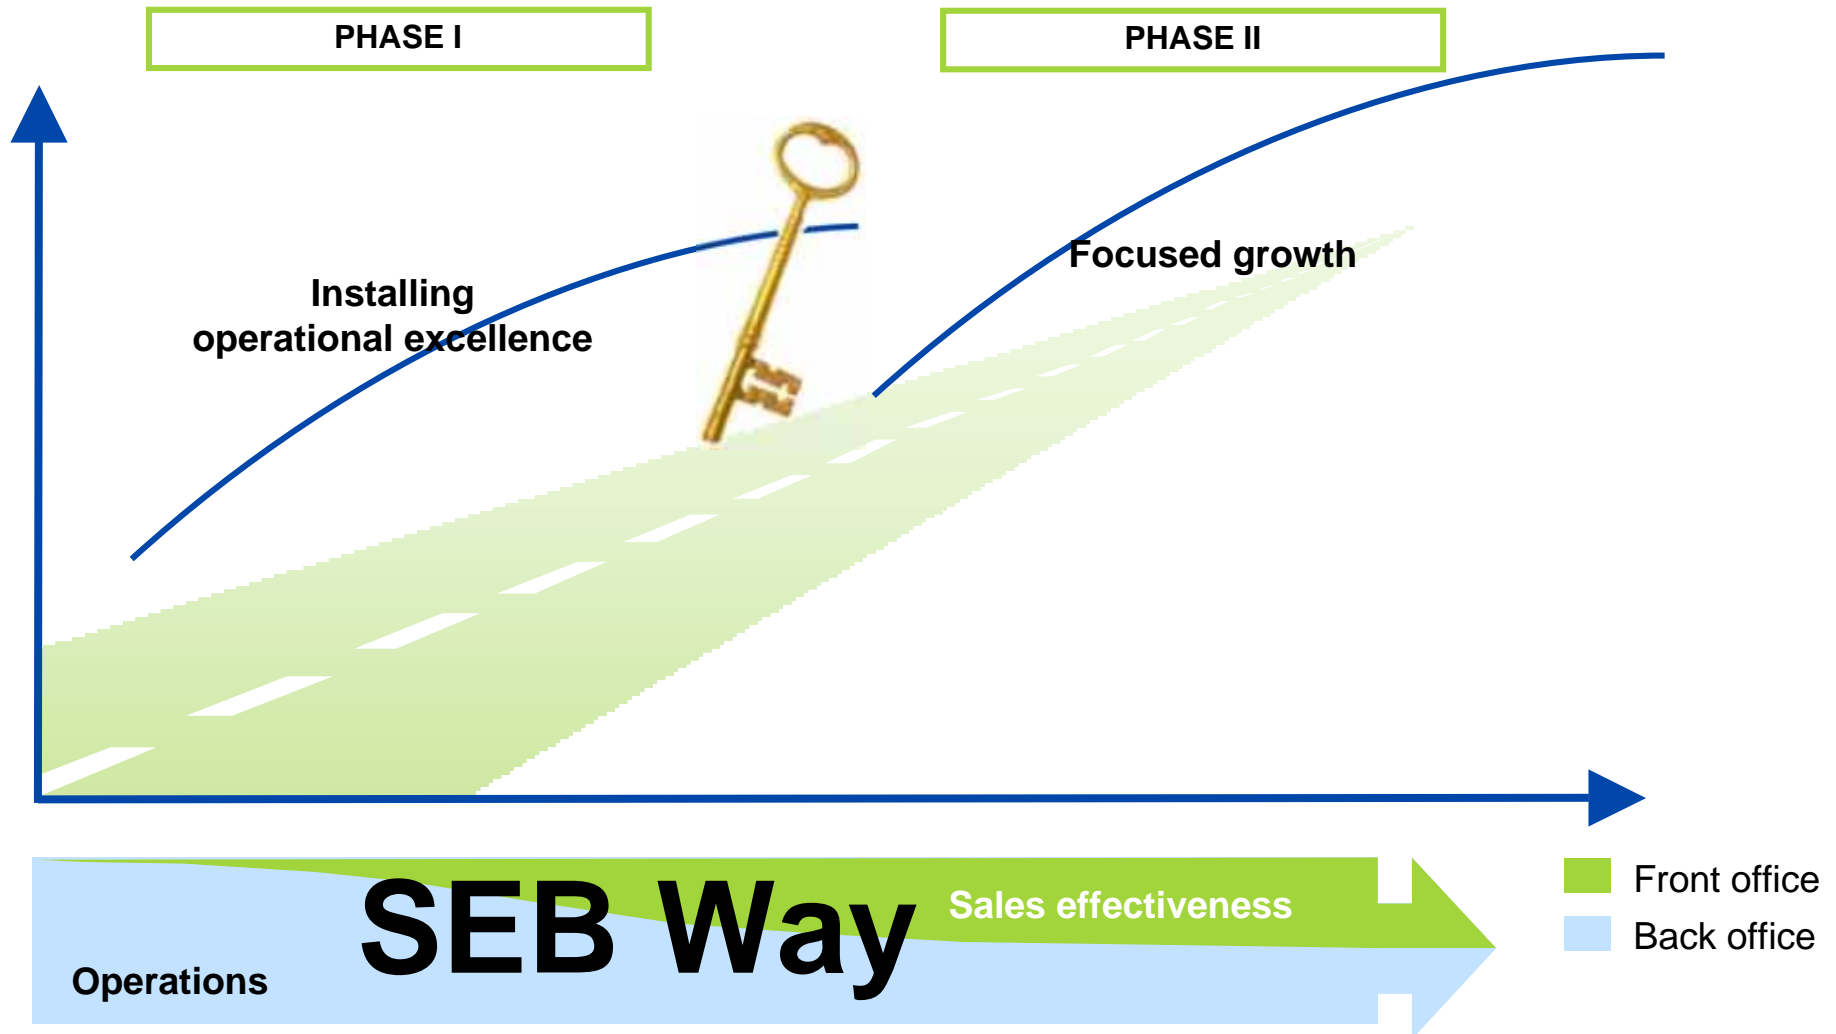 PHASE I
PHASE II
Installing
operational excellence
Focused growth
SEB Way
Sales effectiveness
Operations
Front office
Back office